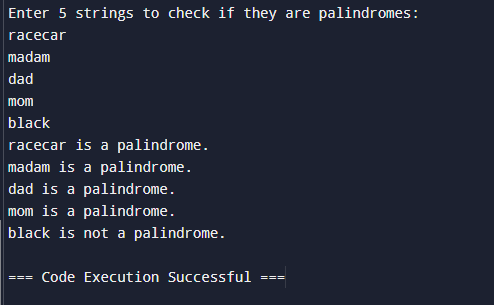 Enter 5 strings to check if they are palindromes:
racecar
madam
dad
mom
black
racecar is a palindrome.
madam is a palindrome.
dad is a palindrome.
mom is a palindrome.
black is not a palindrome.
=== Code Execution Successful ===